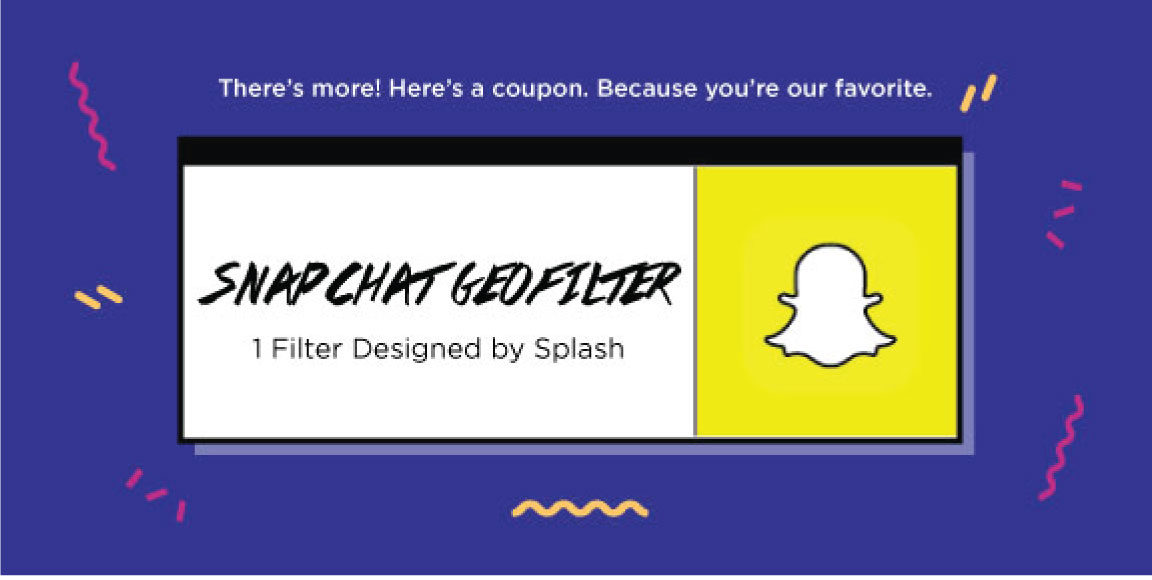 There's more! Here's a coupon. Because you're our favorite.
SNAPCHAT GEOFILTER
1 Filter Designed by Splash